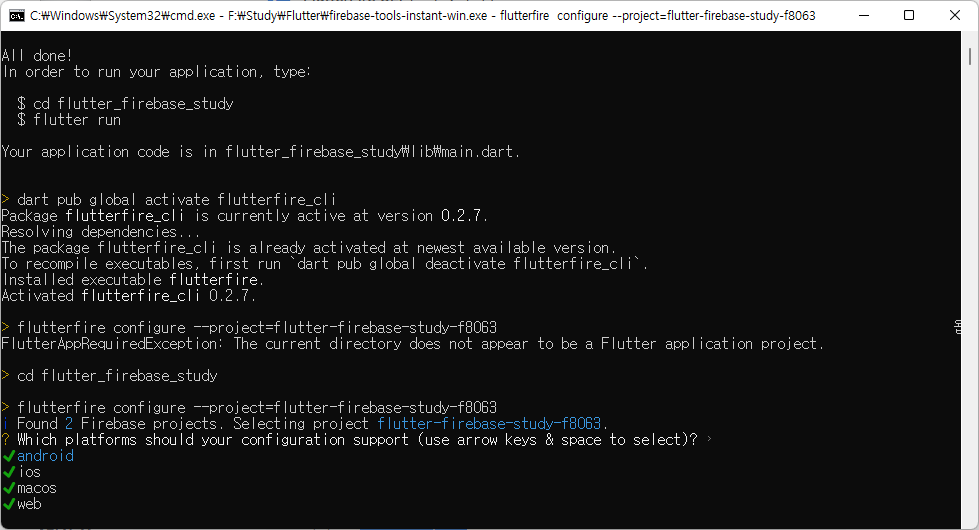 C:₩Windows₩System32₩cmd.exe - F:₩Study₩Flutter₩firebase-tools-instant-win.exe - flutterfire  configure --project=flutter-firebase-study-f8063
All done!
In order to run your application, type:
$ cd flutter_firebase_study
$ flutter run
Your application code is in flutter_firebase_study₩lib₩main.dart.
> dart pub global activate flutterfire_cli
Package flutterfire_cli is currently active at version 0.2.7.
Resolving dependencies...
The package flutterfire_cli is already activated at newest available version.
To recompile executables, first run `dart pub global deactivate flutterfire_cli`.
Installed executable flutterfire.
Activated flutterfire_cli 0.2.7.
> flutterfire configure --project=flutter-firebase-study-f8063
FlutterAppRequiredException: The current directory does not appear to be a Flutter application project.
> cd flutter_firebase_study
> flutterfire configure --project=flutter-firebase-study-f8063
i Found 2 Firebase projects. Selecting project flutter-firebase-study-f8063.
? Which platforms should your configuration support (use arrow keys & space to select)? ›
✔android
✔ios
✔macos
✔web